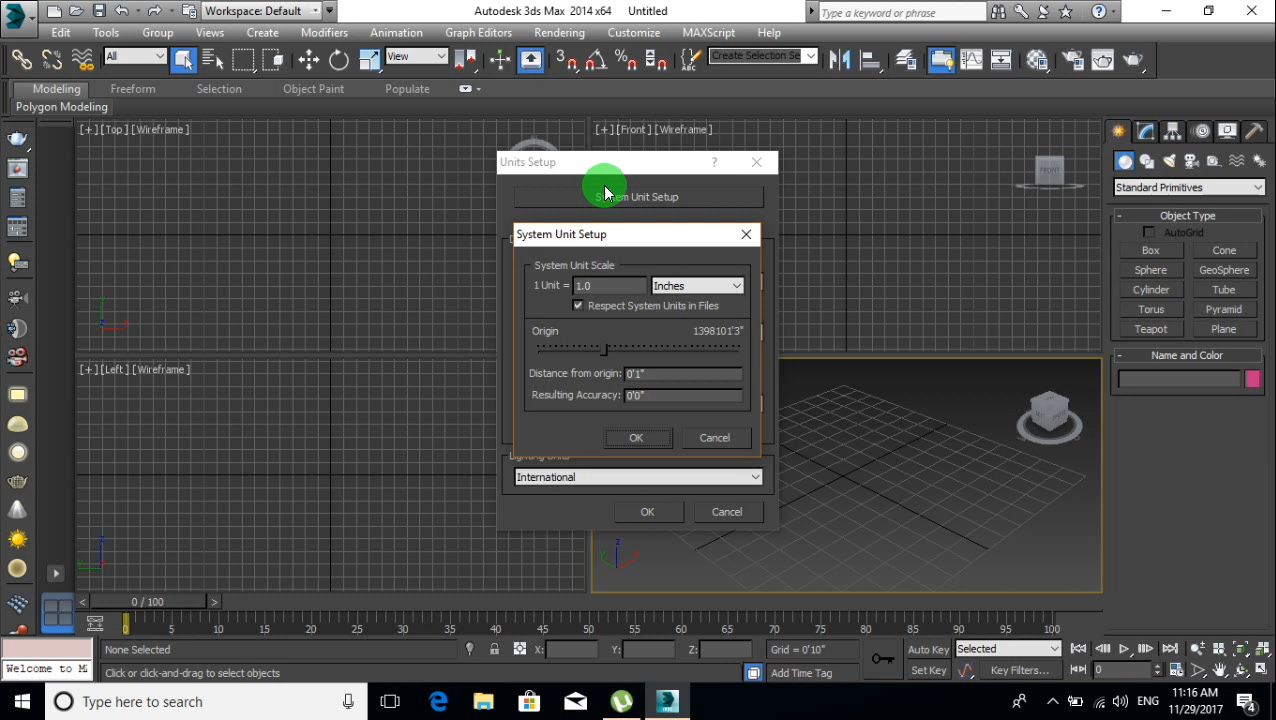 Workspace: Default
Autodesk 3ds Max 2014 x64 Untitled
Type a keyword or phrase
Edit Tools Group Views Create Modifiers Animation Graph Editors Rendering Customize MAXScript Help
All
View
Create Selection Se
Modeling Freeform Selection Object Paint Populate
Polygon Modeling
[+] [Top] [Wireframe]
[+] [Front] [Wireframe]
FRONT
Standard Primitives
Units Setup ?
System Unit Setup
- Object Type
AutoGrid
Box Cone
Sphere GeoSphere
Cylinder Tube
Torus Pyramid
Teapot Plane
- Name and Color
System Unit Setup
System Unit Scale
1 Unit = 1.0 Inches
Respect System Units in Files
Origin 1398101'3"
Distance from origin: 0'1"
Resulting Accuracy: 0'0"
OK Cancel
Lighting Units
International
OK Cancel
[+] [Left] [Wireframe]
z
x
y
z
y
z
x
y
< 0 / 100 >
0 5 10 15 20 25 30 35 40 45 50 55 60 65 70 75 80 85 90 95 100
None Selected X: Y: Z: Grid = 0'10" Auto Key Selected
Welcome to M Click or click-and-drag to select objects Add Time Tag Set Key Key Filters... 0
Type here to search
ENG
11:16 AM
11/29/2017
4